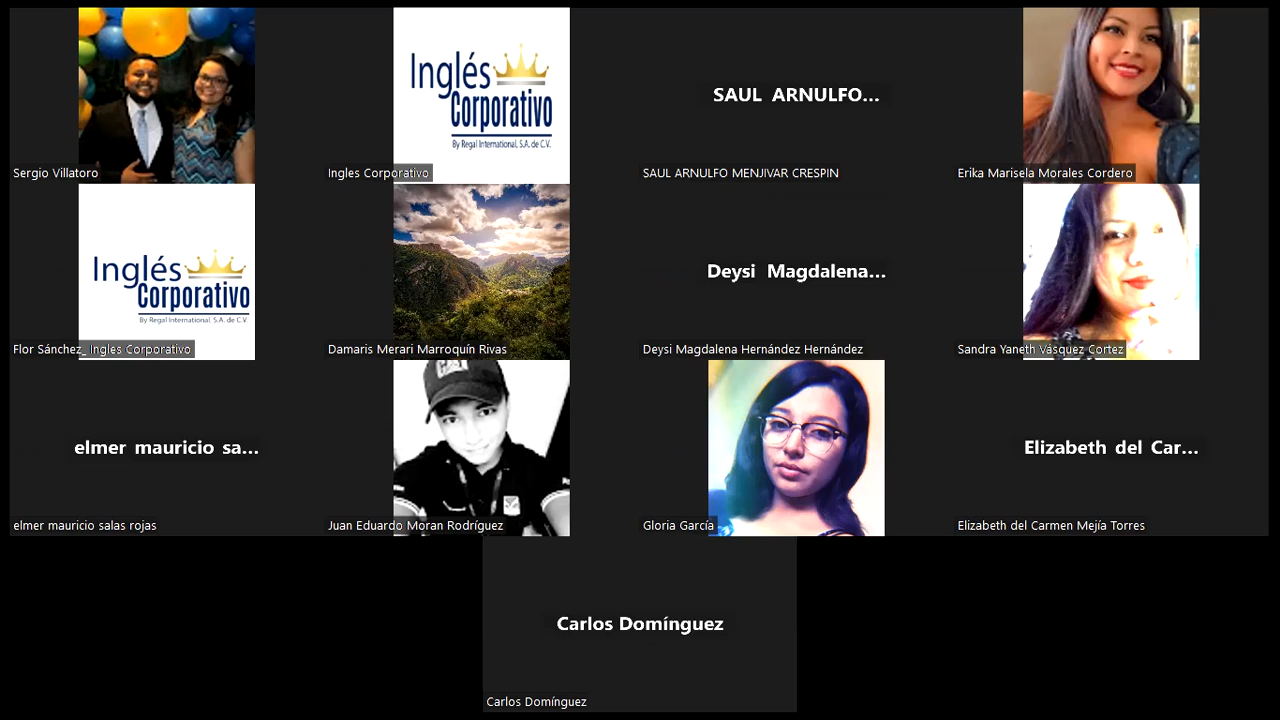 Inglés
Corporativo
By Regal International, S.A. de C.V.
SAUL ARNULFO...
Sergio Villatoro
Ingles Corporativo
SAUL ARNULFO MENJIVAR CRESPIN
Erika Marisela Morales Cordero
Inglés
Corporativo
By Regal International, S.A. de C.V.
Deysi Magdalena...
Flor Sánchez_ Ingles Corporativo
Damaris Merari Marroquín Rivas
Deysi Magdalena Hernández Hernández
Sandra Yaneth Vásquez Cortez
elmer mauricio sa...
Elizabeth del Car...
elmer mauricio salas rojas
Juan Eduardo Moran Rodríguez
Gloria García
Elizabeth del Carmen Mejía Torres
Carlos Domínguez
Carlos Domínguez